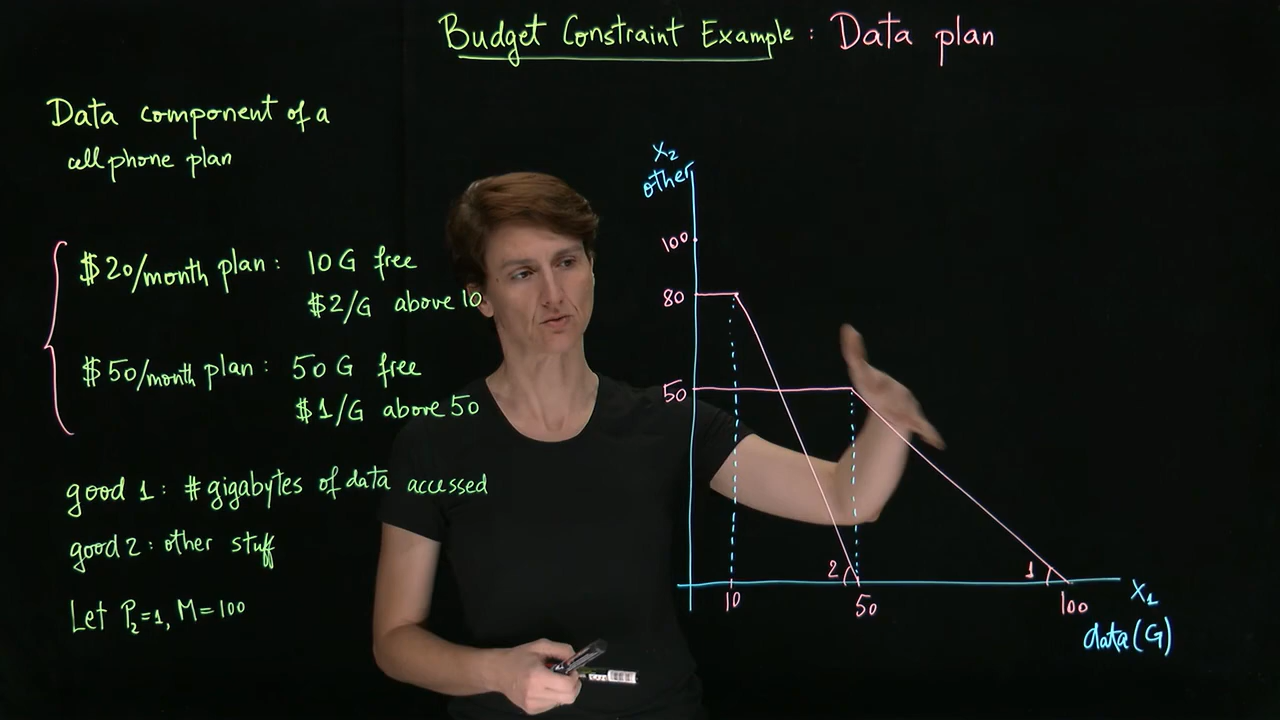 Budget Constraint Example : Data plan
Data component of a
cell phone plan
$20/month plan : 10 G free
$2/G above 10
$50/month plan : 50 G free
$1/G above 50
good 1 : # gigabytes of data accessed
good 2 : other stuff
Let P₂=1, M=100
X₂
other
100
80
50
2
1
10
50
100
X₁
data(G)